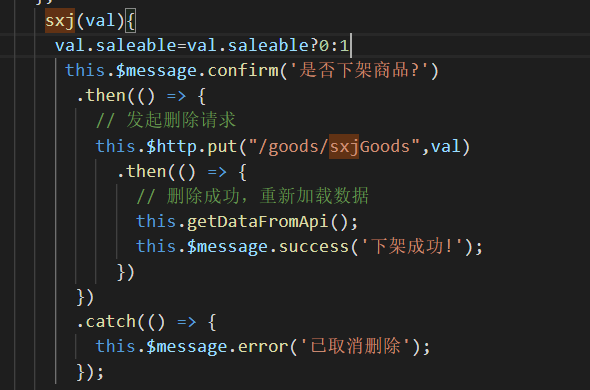 },
sxj(val){
val.saleable=val.saleable?0:1
this.$message.confirm('是否下架商品?')
.then(() => {
// 发起删除请求
this.$http.put("/goods/sxjGoods",val)
.then(() => {
// 删除成功，重新加载数据
this.getDataFromApi();
this.$message.success('下架成功!');
})
})
.catch(() => {
this.$message.error('已取消删除');
});